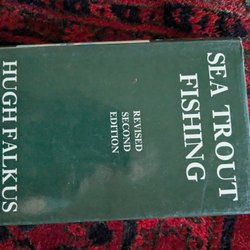 SEA TROUT
FISHING
REVISED
SECOND
EDITION
HUGH FALKUS